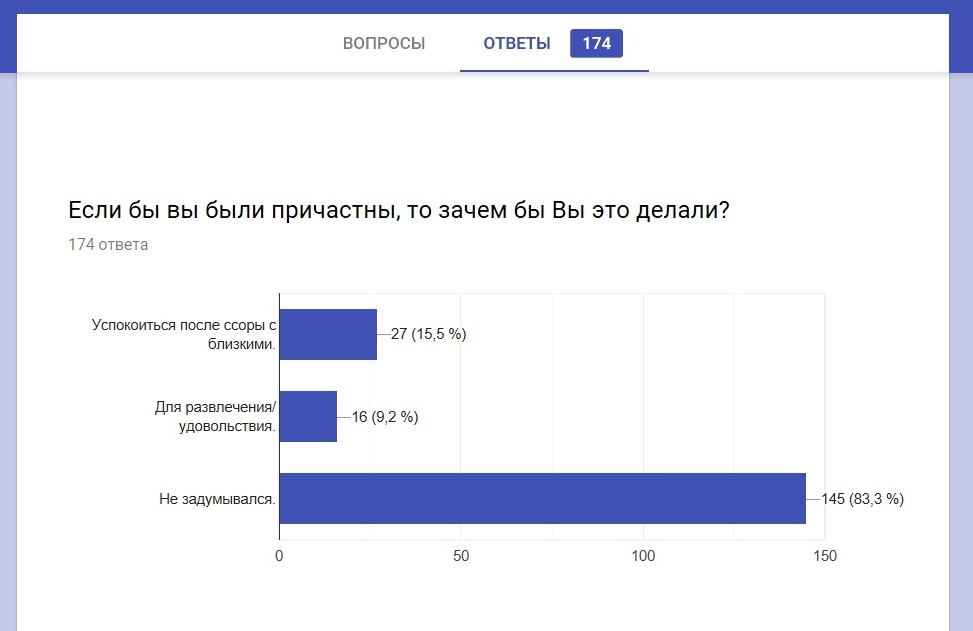 ВОПРОСЫ ОТВЕТЫ 174
Если бы вы были причастны, то зачем бы Вы это делали?
174 ответа
Успокоиться после ссоры с
близкими.
27 (15,5 %)
Для развлечения/
удовольствия.
16 (9,2 %)
Не задумывался.
145 (83,3 %)
0 50 100 150